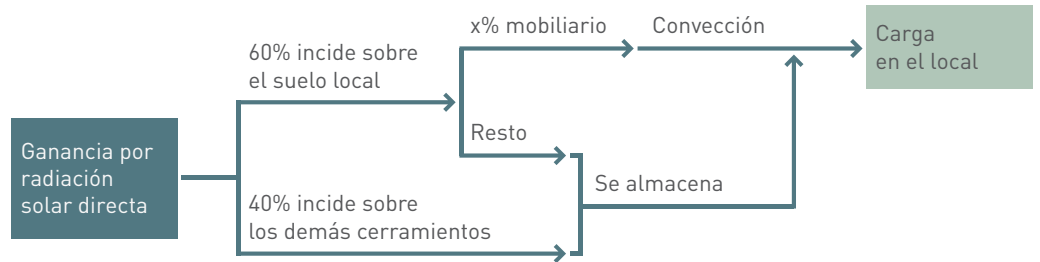 x% mobiliario
Convección
Carga
en el local
60% incide sobre
el suelo local
Resto
Ganancia por
radiación
solar directa
Se almacena
40% incide sobre
los demás cerramientos